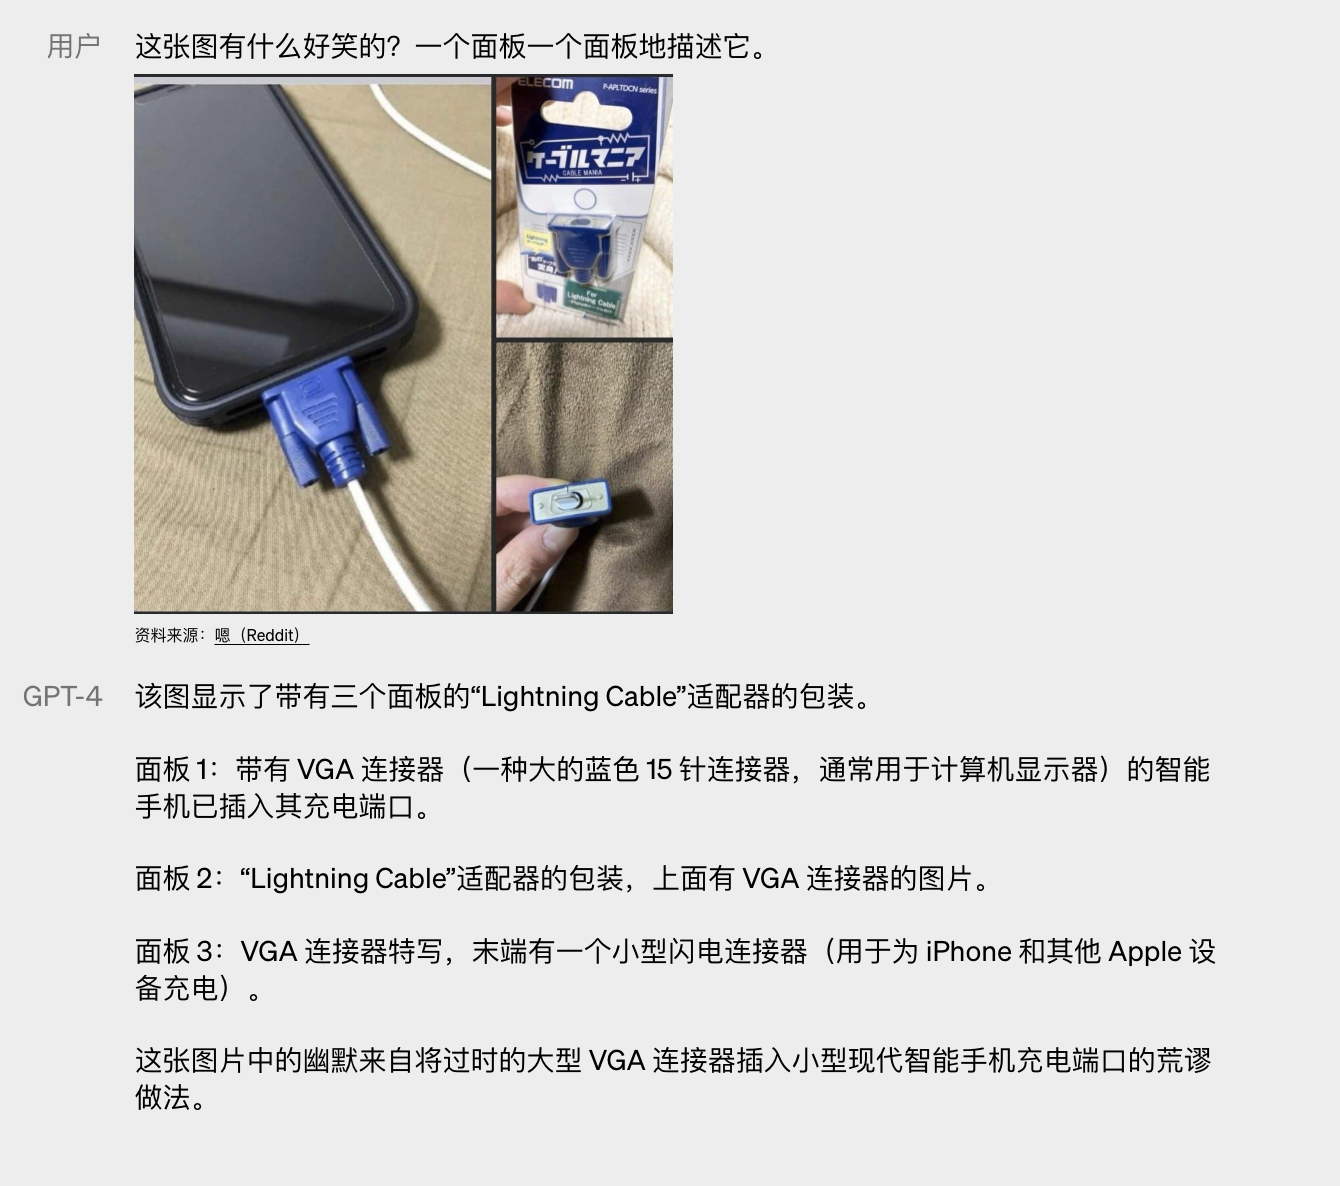 用户
这张图有什么好笑的？一个面板一个面板地描述它。
ELECOM
P-APLTDCN series
ケーブルマニア
CABLE MANIA
Lightning
For
Lightning Cable
资料来源：嗯（Reddit）
GPT-4
该图显示了带有三个面板的“Lightning Cable”适配器的包装。
面板 1：带有 VGA 连接器（一种大的蓝色 15 针连接器，通常用于计算机显示器）的智能
手机已插入其充电端口。
面板 2：“Lightning Cable”适配器的包装，上面有 VGA 连接器的图片。
面板 3：VGA 连接器特写，末端有一个小型闪电连接器（用于为 iPhone 和其他 Apple 设
备充电）。
这张图片中的幽默来自将过时的大型 VGA 连接器插入小型现代智能手机充电端口的荒谬
做法。